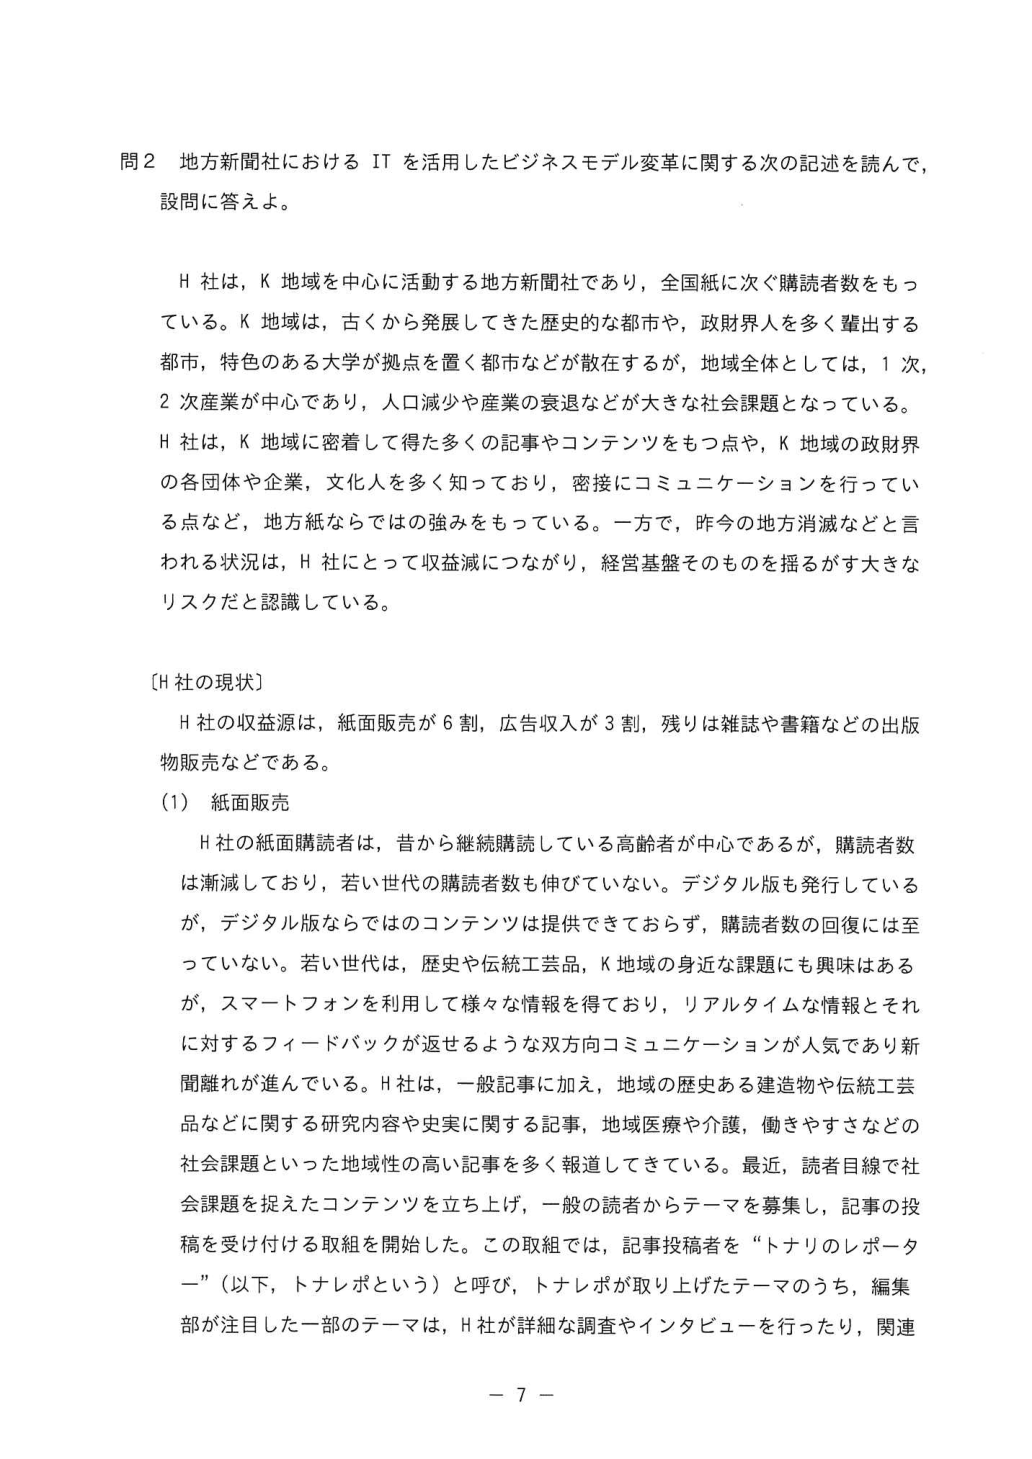 問2　地方新聞社における IT を活用したビジネスモデル変革に関する次の記述を読んで，
設問に答えよ。
H 社は，K 地域を中心に活動する地方新聞社であり，全国紙に次ぐ購読者数をもっ
ている。K 地域は，古くから発展してきた歴史的な都市や，政財界人を多く輩出する
都市，特色のある大学が拠点を置く都市などが散在するが，地域全体としては，1 次，
2 次産業が中心であり，人口減少や産業の衰退などが大きな社会課題となっている。
H 社は，K 地域に密着して得た多くの記事やコンテンツをもつ点や，K 地域の政財界
の各団体や企業，文化人を多く知っており，密接にコミュニケーションを行ってい
る点など，地方紙ならではの強みをもっている。一方で，昨今の地方消滅などと言
われる状況は，H 社にとって収益減につながり，経営基盤そのものを揺るがす大きな
リスクだと認識している。
〔H 社の現状〕
H 社の収益源は，紙面販売が 6 割，広告収入が 3 割，残りは雑誌や書籍などの出版
物販売などである。
(1)　紙面販売
H 社の紙面購読者は，昔から継続購読している高齢者が中心であるが，購読者数
は漸減しており，若い世代の購読者数も伸びていない。デジタル版も発行している
が，デジタル版ならではのコンテンツは提供できておらず，購読者数の回復には至
っていない。若い世代は，歴史や伝統工芸品，K 地域の身近な課題にも興味はある
が，スマートフォンを利用して様々な情報を得ており，リアルタイムな情報とそれ
に対するフィードバックが返せるような双方向コミュニケーションが人気であり新
聞離れが進んでいる。H 社は，一般記事に加え，地域の歴史ある建造物や伝統工芸
品などに関する研究内容や史実に関する記事，地域医療や介護，働きやすさなどの
社会課題といった地域性の高い記事を多く報道してきている。最近，読者目線で社
会課題を捉えたコンテンツを立ち上げ，一般の読者からテーマを募集し，記事の投
稿を受け付ける取組を開始した。この取組では，記事投稿者を“トナリのレポータ
ー”（以下，トナレポという）と呼び，トナレポが取り上げたテーマのうち，編集
部が注目した一部のテーマは，H 社が詳細な調査やインタビューを行ったり，関連
－ 7 －